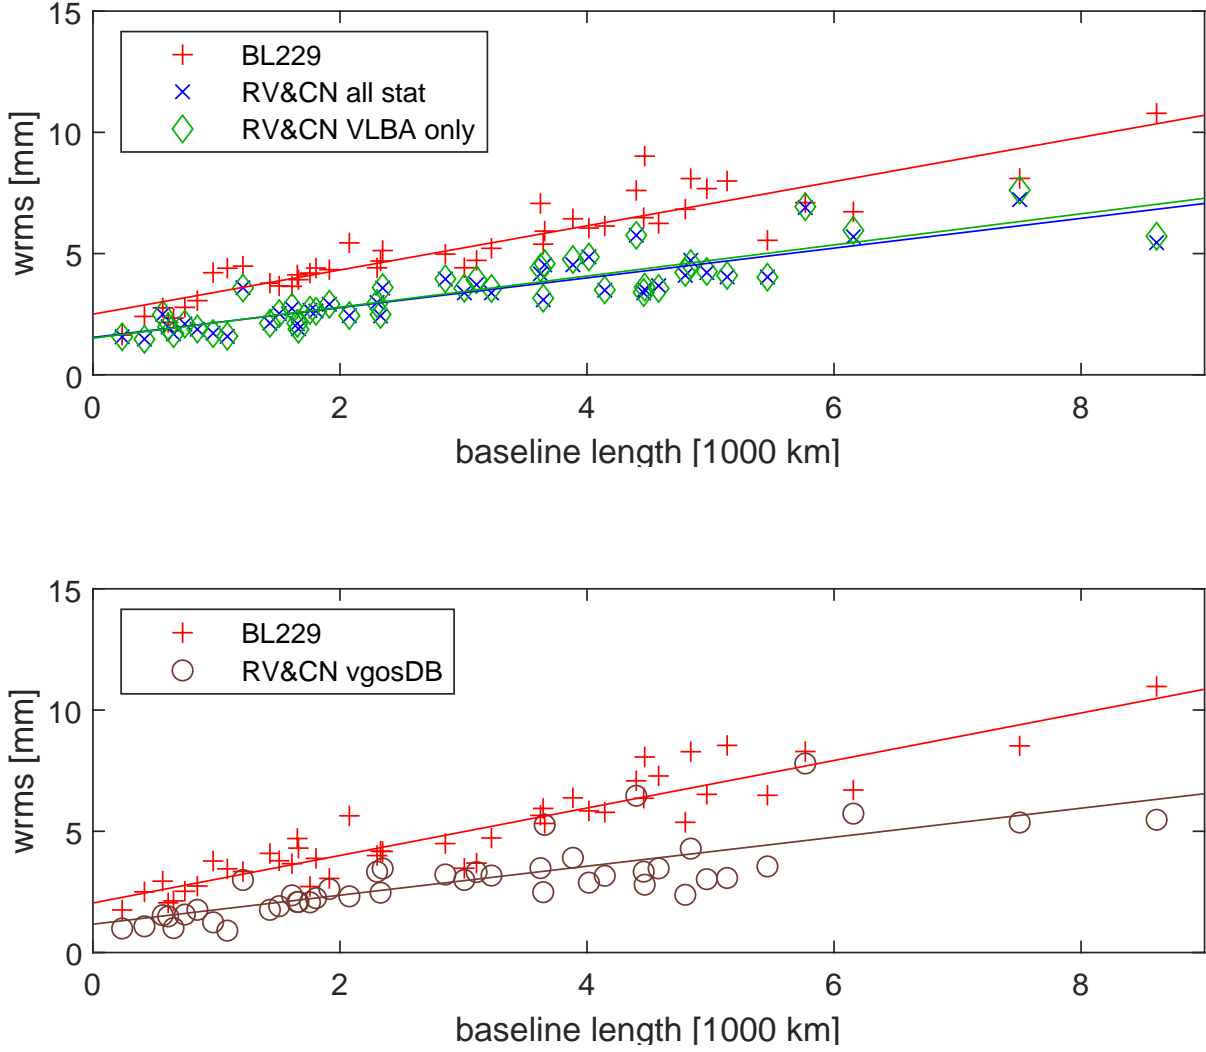 15
10
5
0
wrms [mm]
BL229
RV&CN all stat
RV&CN VLBA only
0 2 4 6 8
baseline length [1000 km]
15
10
5
0
wrms [mm]
BL229
RV&CN vgosDB
0 2 4 6 8
baseline length [1000 km]